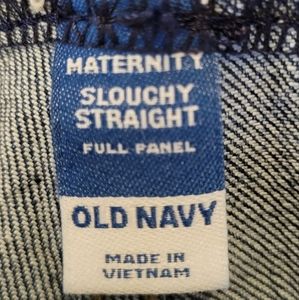 MATERNITY
SLOUCHY
STRAIGHT
FULL PANEL
OLD NAVY
MADE IN
VIETNAM